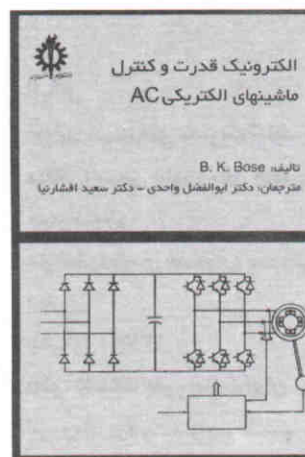 الکترونیک قدرت و کنترل
ماشینهای الکتریکی AC
تالیف: B. K. Bose
مترجمان: دکتر ابوالفضل واحدی - دکتر سعید افشارنیا